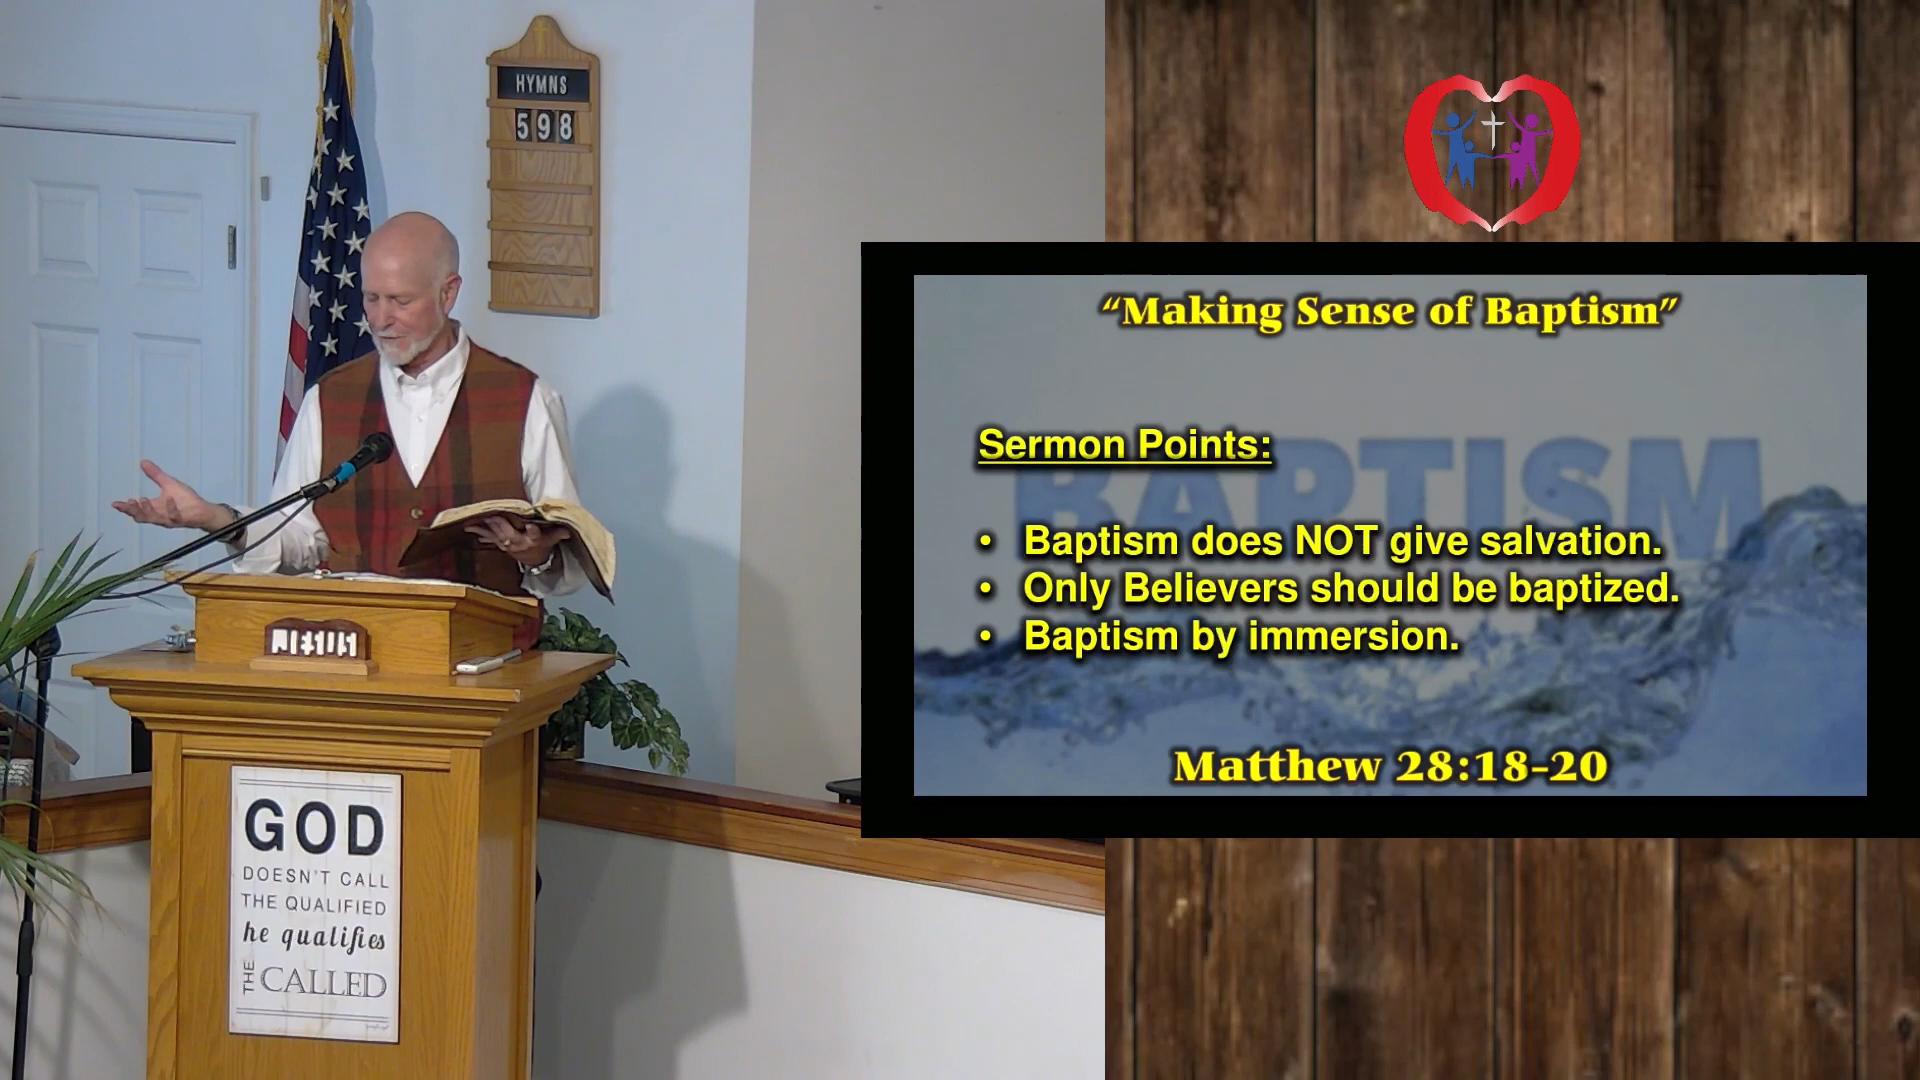 HYMNS
598
"Making Sense of Baptism"
Sermon Points:
BAPTISM
• Baptism does NOT give salvation.
• Only Believers should be baptized.
• Baptism by immersion.
Matthew 28:18-20
GOD
DOESN'T CALL
THE QUALIFIED
he qualifies
THE CALLED